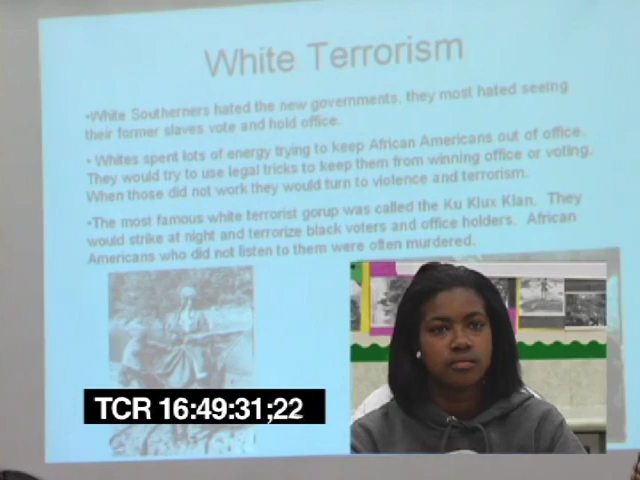 White Terrorism
•White Southerners hated the new governments, they most hated seeing
their former slaves vote and hold office.
• Whites spent lots of energy trying to keep African Americans out of office.
They would try to use legal tricks to keep them from winning office or voting.
When those did not work they would turn to violence and terrorism.
•The most famous white terrorist gorup was called the Ku Klux Klan. They
would strike at night and terrorize black voters and office holders. African
Americans who did not listen to them were often murdered.
TCR 16:49:31;22